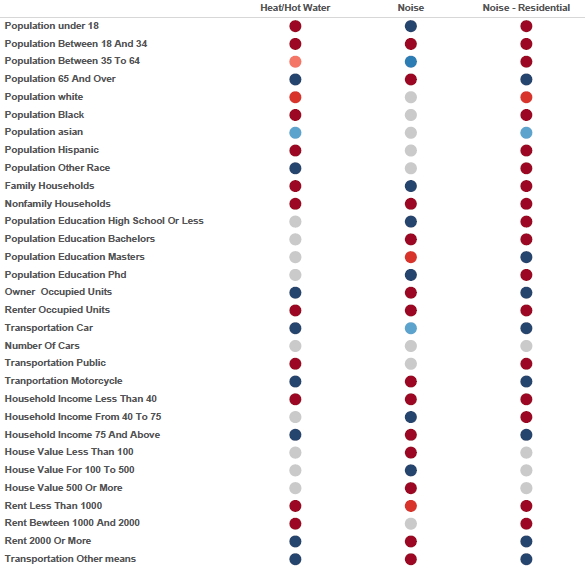 Heat/Hot Water Noise Noise - Residential
Population under 18
Population Between 18 And 34
Population Between 35 To 64
Population 65 And Over
Population white
Population Black
Population asian
Population Hispanic
Population Other Race
Family Households
Nonfamily Households
Population Education High School Or Less
Population Education Bachelors
Population Education Masters
Population Education Phd
Owner  Occupied Units
Renter Occupied Units
Transportation Car
Number Of Cars
Transportation Public
Tranportation Motorcycle
Household Income Less Than 40
Household Income From 40 To 75
Household Income 75 And Above
House Value Less Than 100
House Value For 100 To 500
House Value 500 Or More
Rent Less Than 1000
Rent Bewteen 1000 And 2000
Rent 2000 Or More
Transportation Other means